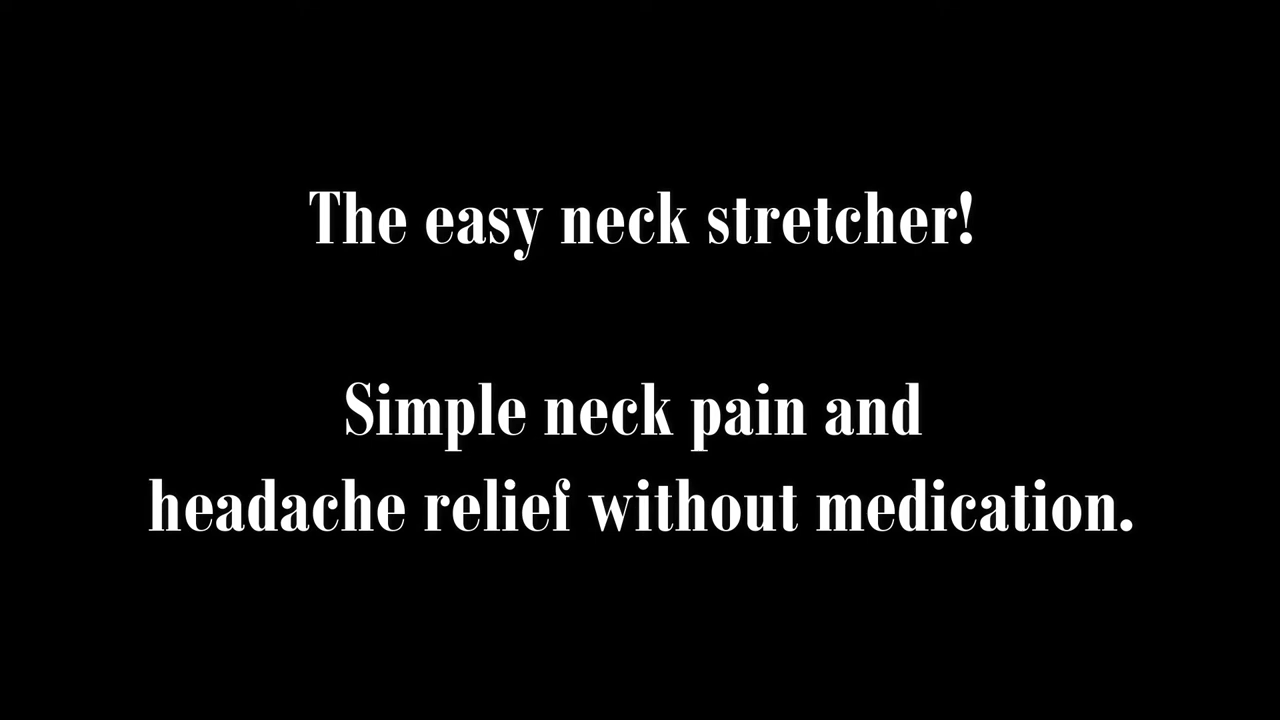 The easy neck stretcher!
Simple neck pain and
headache relief without medication.